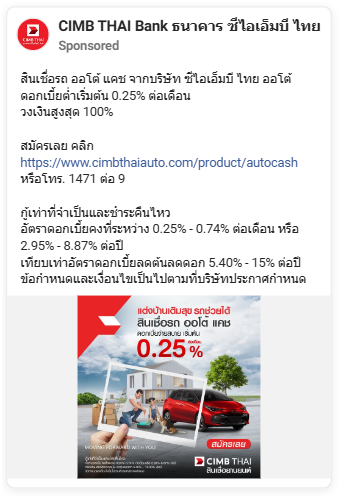 CIMB THAI Bank ธนาคาร ซีไอเอ็มบี ไทย
CIMB THAI
Sponsored
สินเชื่อรถ ออโต้ แคช จากบริษัท ซีไอเอ็มบี ไทย ออโต้
ดอกเบี้ยต่ำเริ่มต้น 0.25% ต่อเดือน
วงเงินสูงสุด 100%
สมัครเลย คลิก
https://www.cimbthaiauto.com/product/autocash
หรือโทร. 1471 ต่อ 9
กู้เท่าที่จำเป็นและชำระคืนไหว
อัตราดอกเบี้ยคงที่ระหว่าง 0.25% - 0.74% ต่อเดือน หรือ
2.95% - 8.87% ต่อปี
เทียบเท่าอัตราดอกเบี้ยลดต้นลดดอก 5.40% - 15% ต่อปี
ข้อกำหนดและเงื่อนไขเป็นไปตามที่บริษัทประกาศกำหนด
แต่งบ้านเติมสุข รถช่วยได้
สินเชื่อรถ ออโต้ แคช
ดอกเบี้ยจ่ายสบาย เริ่มต้น
0.25% ต่อเดือน
MOVING FORWARD WITH YOU
สมัครเลย
CIMB THAI
สินเชื่อยานยนต์